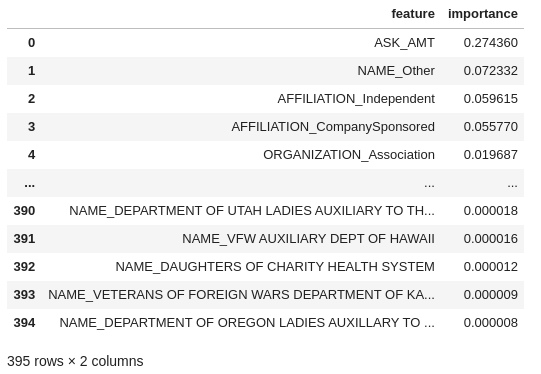 feature importance
0 ASK_AMT 0.274360
1 NAME_Other 0.072332
2 AFFILIATION_Independent 0.059615
3 AFFILIATION_CompanySponsored 0.055770
4 ORGANIZATION_Association 0.019687
... ... ...
390 NAME_DEPARTMENT OF UTAH LADIES AUXILIARY TO TH... 0.000018
391 NAME_VFW AUXILIARY DEPT OF HAWAII 0.000016
392 NAME_DAUGHTERS OF CHARITY HEALTH SYSTEM 0.000012
393 NAME_VETERANS OF FOREIGN WARS DEPARTMENT OF KA... 0.000009
394 NAME_DEPARTMENT OF OREGON LADIES AUXILLARY TO ... 0.000008
395 rows × 2 columns